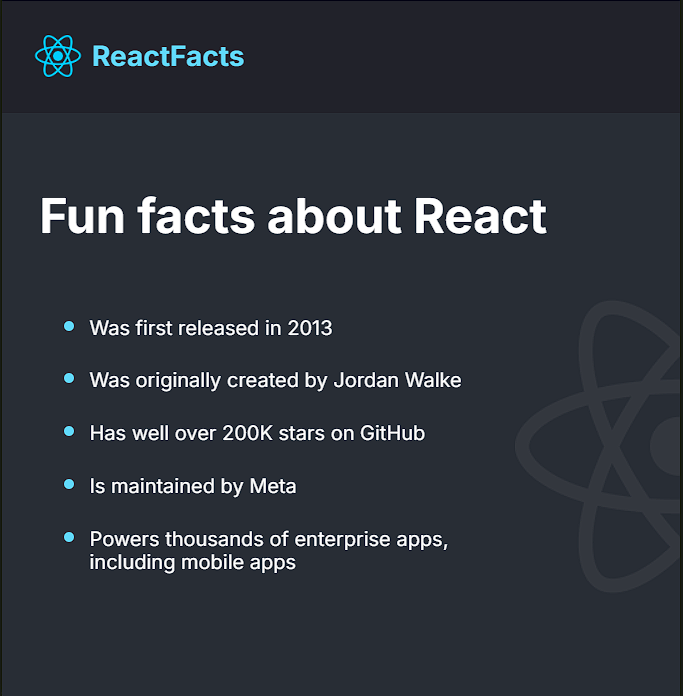 ReactFacts
Fun facts about React
Was first released in 2013
Was originally created by Jordan Walke
Has well over 200K stars on GitHub
Is maintained by Meta
Powers thousands of enterprise apps,
including mobile apps